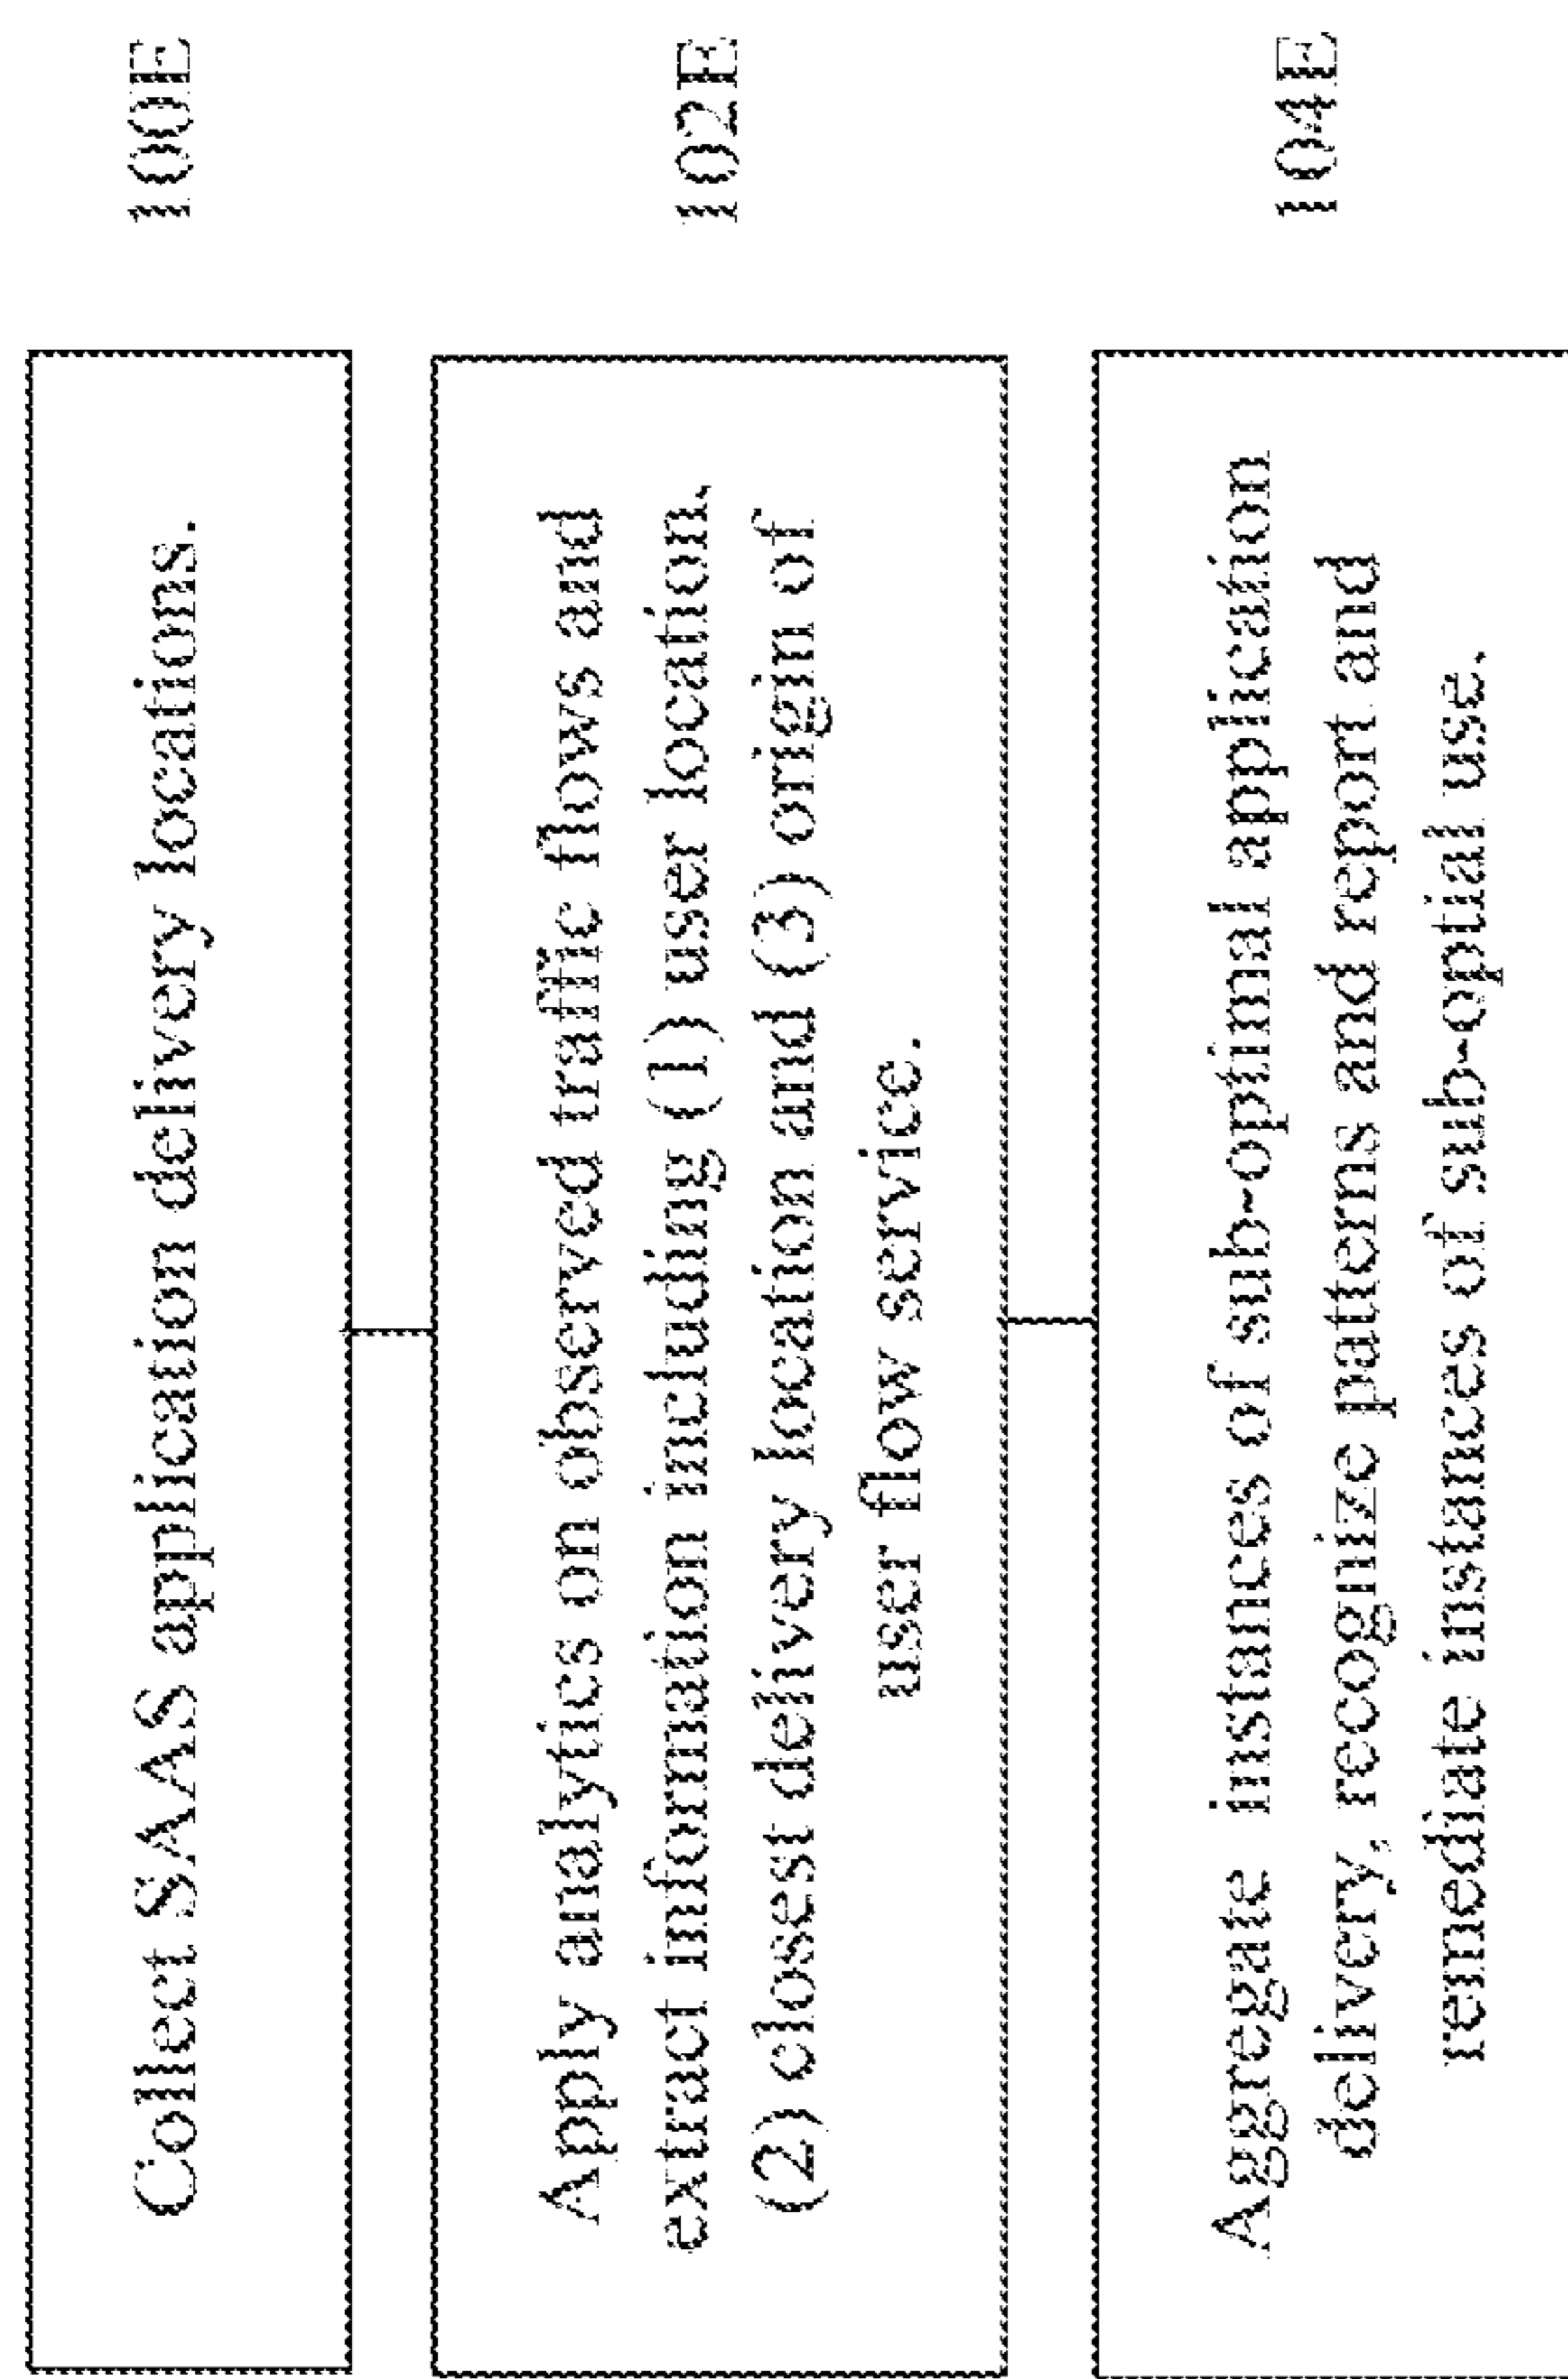 Collect SAAS application delivery locations.
100E
Apply analytics on observed traffic flows and
extract information including (1) user location,
(2) closest delivery location and (3) origin of
user flow service.
102E
Aggregate instances of sub-optimal application
delivery, recognize patterns and report and
remediate instances of sub-optial use.
104E